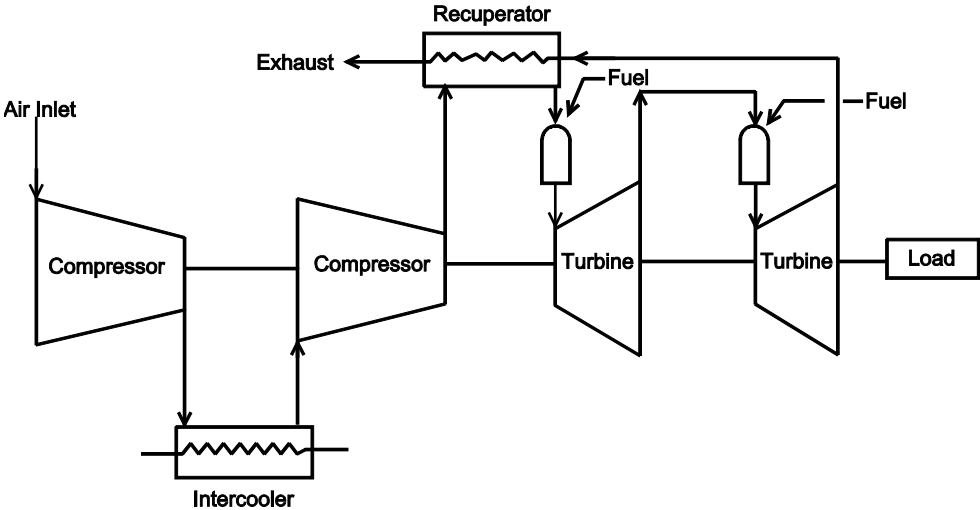 Recuperator
Exhaust
Fuel
Air Inlet
Fuel
Compressor
Compressor
Turbine
Turbine
Load
Intercooler